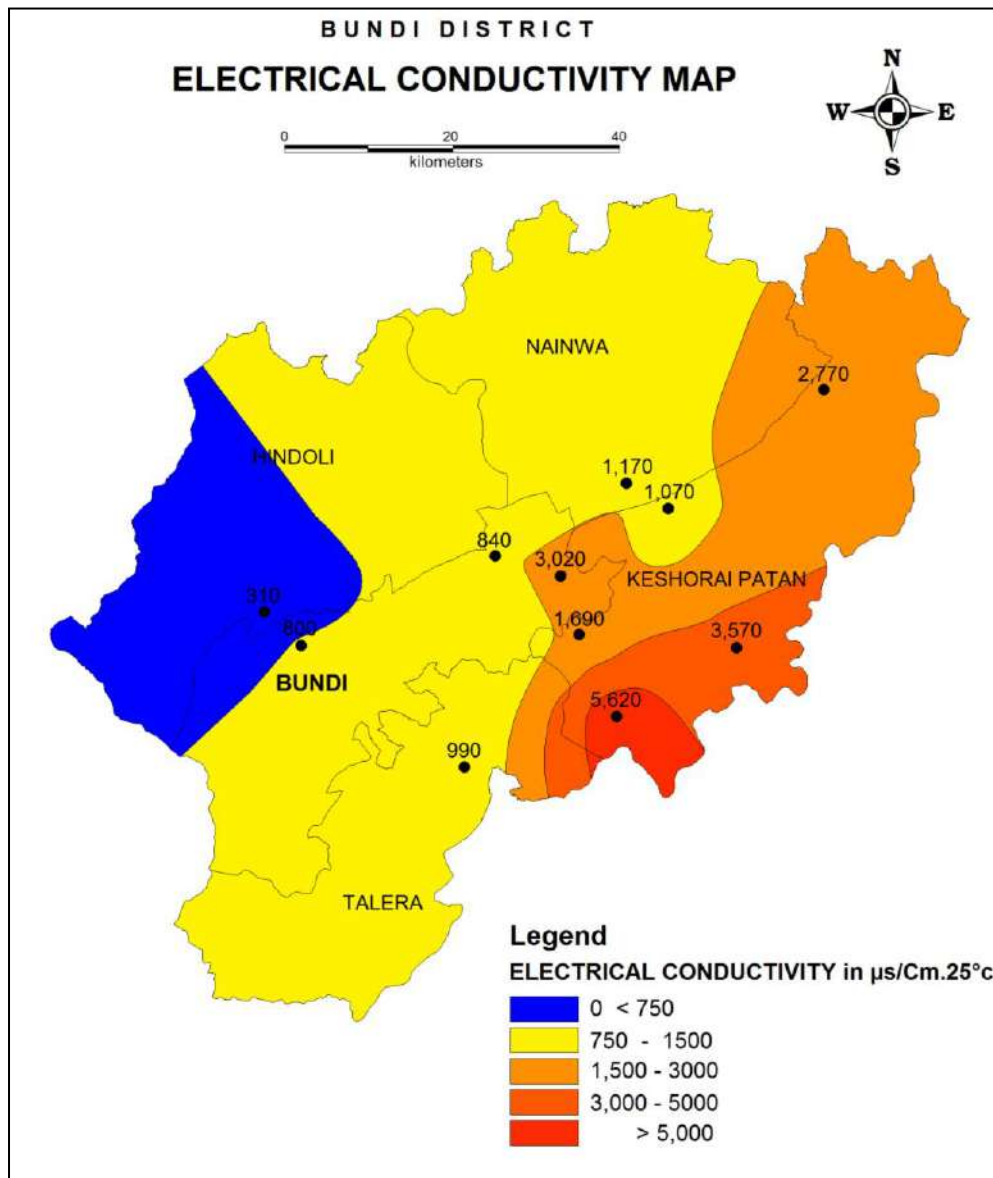 BUNDI DISTRICT
ELECTRICAL CONDUCTIVITY MAP
N
W E
S
0 20 40
kilometers
NAINWA
2,770
HINDOLI
1,170
1,070
840
3,020
KESHORAI PATAN
310
800
1,690
3,570
BUNDI
5,620
990
TALERA
Legend
ELECTRICAL CONDUCTIVITY in µs/Cm.25°c
0 < 750
750 - 1500
1,500 - 3000
3,000 - 5000
> 5,000